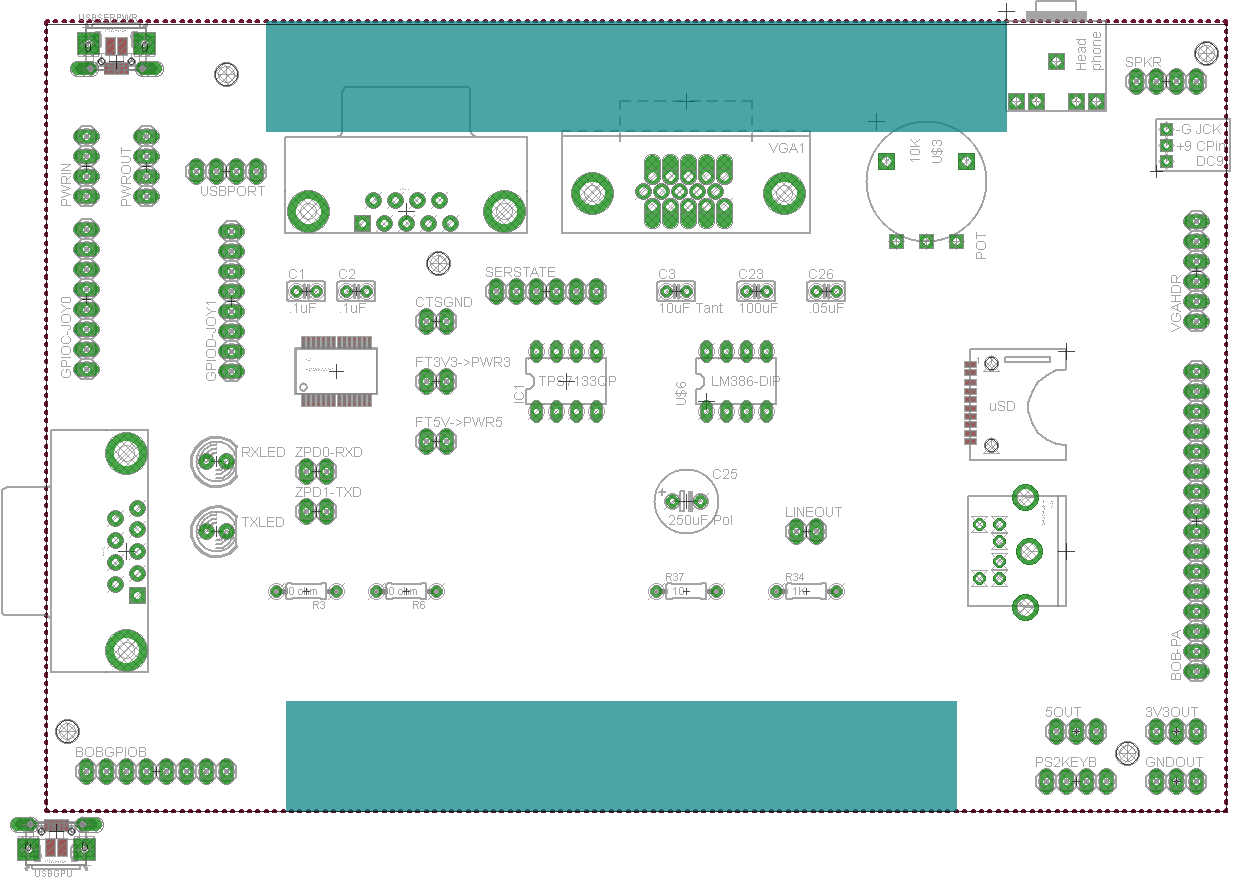 USBSERPWR
Head
phone
SPKR
-G JCK
+9 CPin
DC9
VGA1
10K
U$3
POT
PWRIN
PWROUT
USBPORT
GPIOC-JOY0
GPIOD-JOY1
C1
.1uF
C2
.1uF
SERSTATE
CTSGND
C3
10uF Tant
C23
100uF
C26
.05uF
VGAHDR
FT3V3->PWR3
IC1
TPS7133QP
U$6
LM386-DIP
uSD
FT5V->PWR5
RXLED
ZPD0-RXD
ZPD1-TXD
TXLED
C25
250uF Pol
LINEOUT
0 ohm
R3
0 ohm
R6
R37
10
R34
1K
BOB-PA
BOBGPIOB
5OUT
3V3OUT
PS2KEYB
GNDOUT
USBGPU